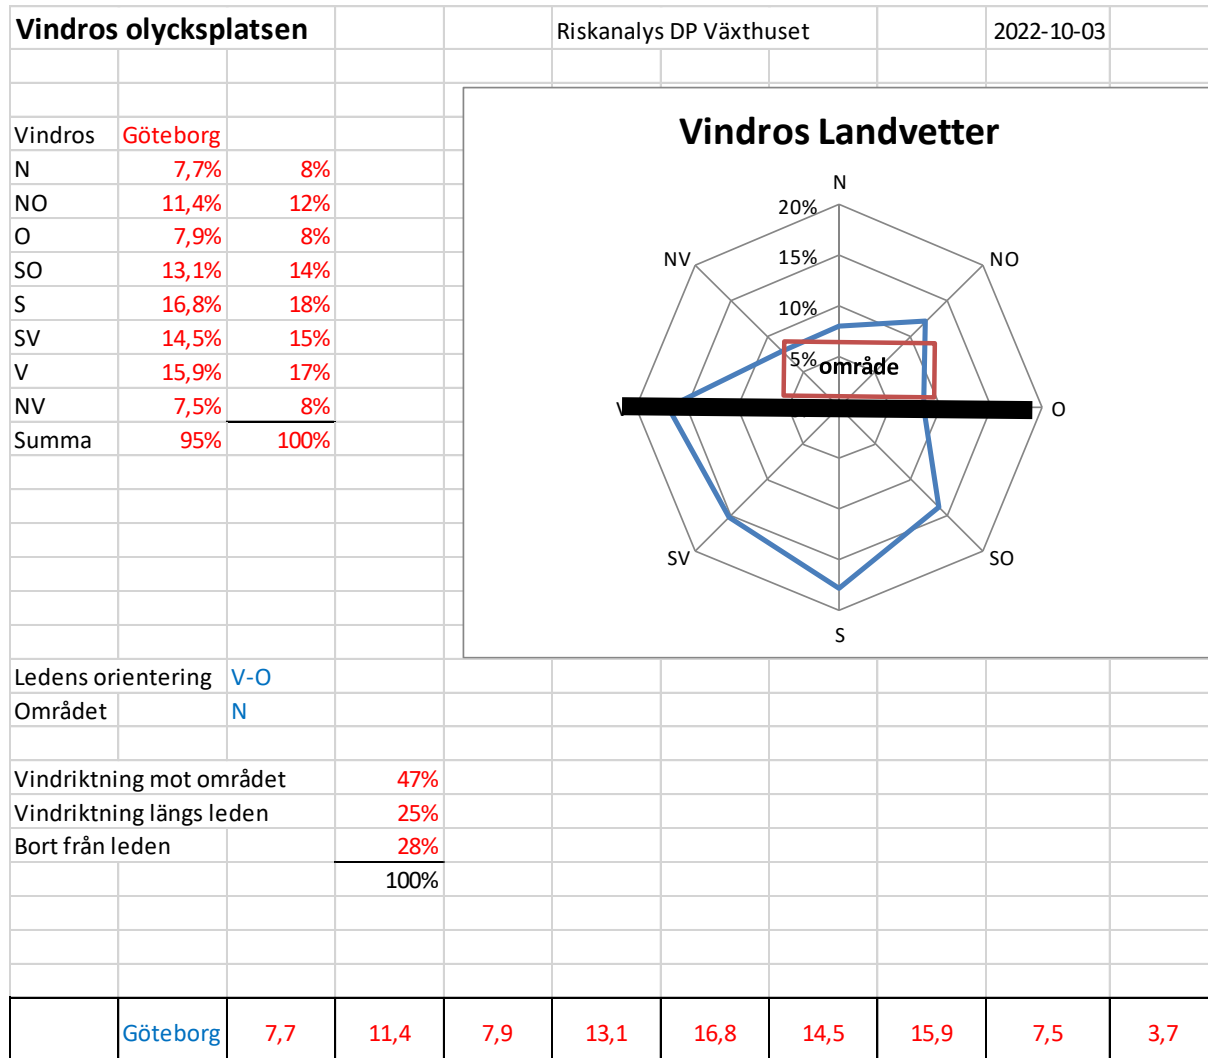 Vindros olycksplatsen Riskanalys DP Växthuset 2022-10-03
Vindros Göteborg
N 7,7% 8%
NO 11,4% 12%
O 7,9% 8%
SO 13,1% 14%
S 16,8% 18%
SV 14,5% 15%
V 15,9% 17%
NV 7,5% 8%
Summa 95% 100%
Vindros Landvetter
N
20%
NV 15% NO
10%
5% område
V O
SV SO
S
Ledens orientering V-O
Området N
Vindriktning mot området 47%
Vindriktning längs leden 25%
Bort från leden 28%
100%
Göteborg 7,7 11,4 7,9 13,1 16,8 14,5 15,9 7,5 3,7